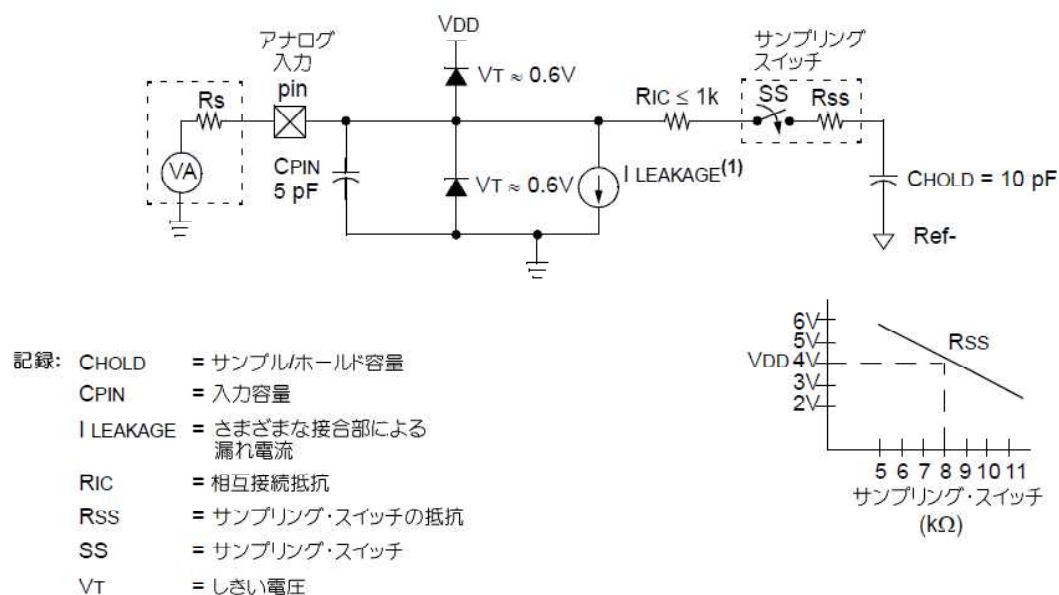 アナログ
入力
pin
Rs
VA
CPIN
5 pF
VDD
VT ≈ 0.6V
VT ≈ 0.6V
I LEAKAGE(1)
RIC ≤ 1k
サンプリング
スイッチ
SS
Rss
CHOLD = 10 pF
Ref-
記録: CHOLD = サンプル/ホールド容量
CPIN = 入力容量
I LEAKAGE = さまざまな接合部による
漏れ電流
RIC = 相互接続抵抗
RSS = サンプリング・スイッチの抵抗
SS = サンプリング・スイッチ
VT = しきい電圧
6V
5V
VDD 4V
3V
2V
RSS
5 6 7 8 9 10 11
サンプリング・スイッチ
(kΩ)